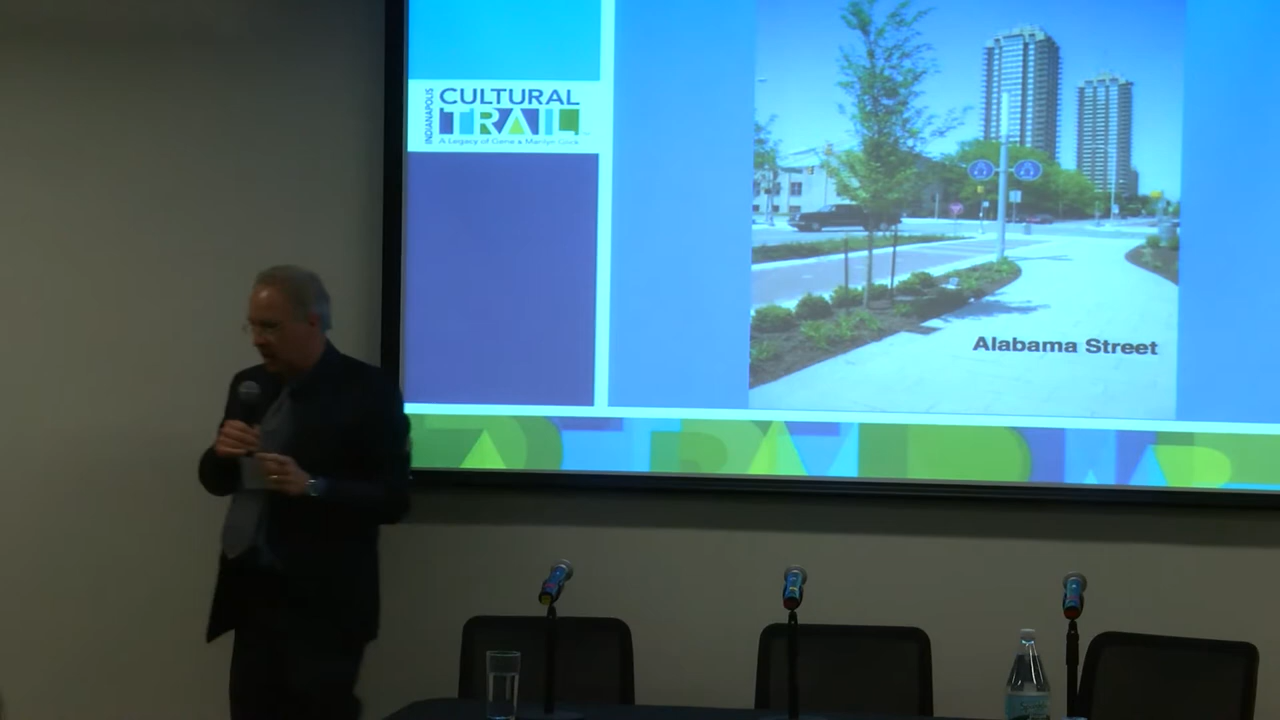 INDIANAPOLIS
CULTURAL
TRAIL
A Legacy of Gene & Marilyn Glick
Alabama Street